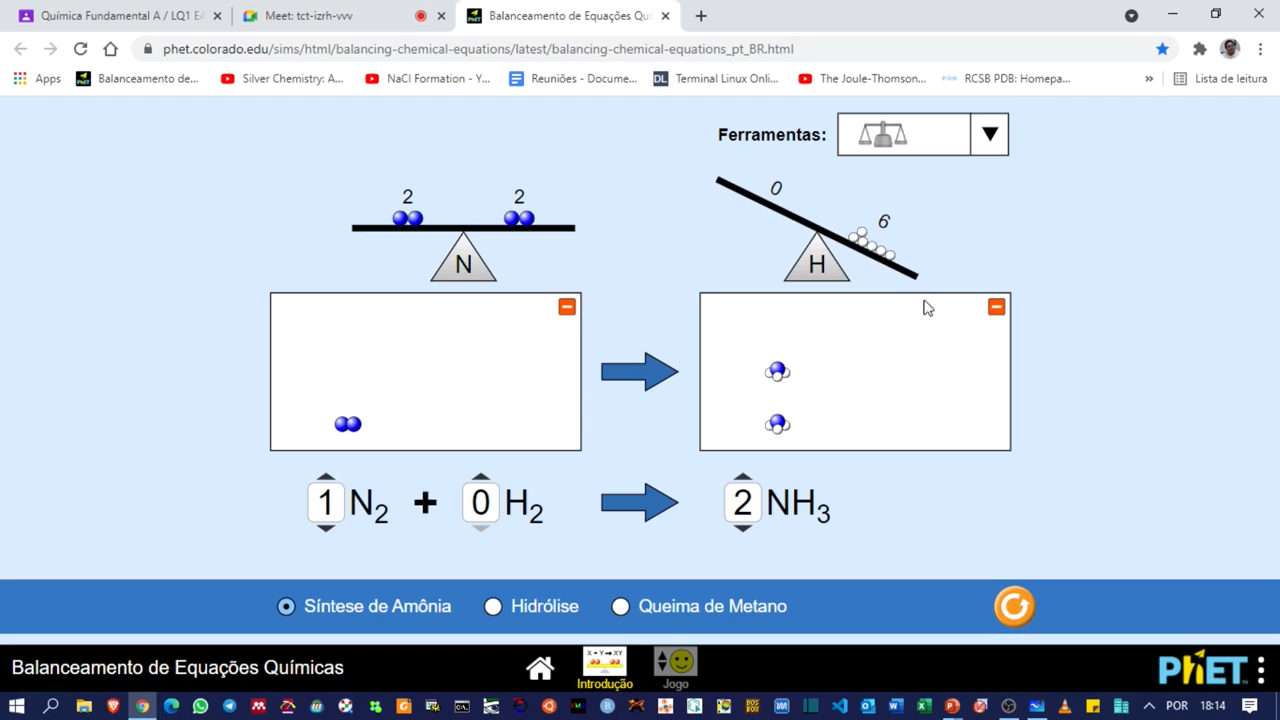 Química Fundamental A / LQ1 EA
Meet: tct-izrh-vvv
Balanceamento de Equações Quí
phet.colorado.edu/sims/html/balancing-chemical-equations/latest/balancing-chemical-equations_pt_BR.html
Apps
Balanceamento de...
Silver Chemistry: A...
NaCl Formation - Y...
Reuniões - Docume...
DL
Terminal Linux Onli...
The Joule-Thomson...
RCSB PDB: Homepa...
»
Lista de leitura
Ferramentas:
2 2
0 6
N
H
1 N2 + 0 H2
2 NH3
Síntese de Amônia
Hidrólise
Queima de Metano
Balanceamento de Equações Químicas
X + Y → XY
Introdução
Jogo
PhET
POR
18:14